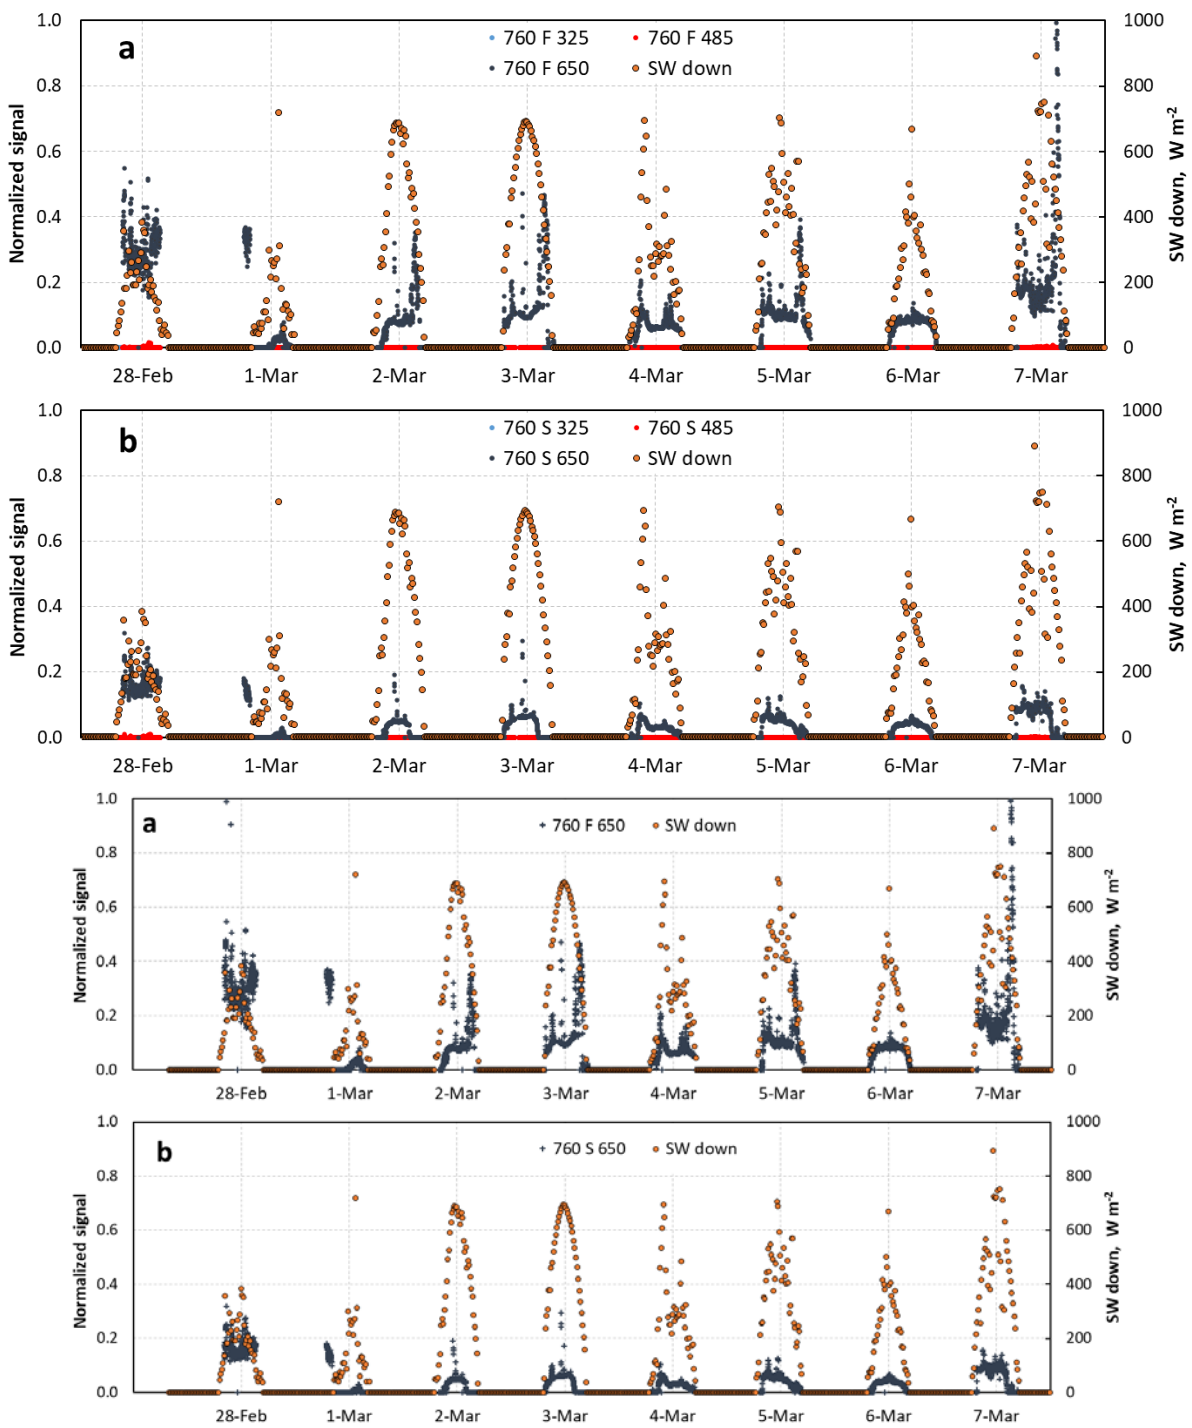 a
760 F 325 760 F 485
760 F 650 SW down
Normalized signal
1.0
0.8
0.6
0.4
0.2
0.0
1000
800
600
400
200
0
SW down, W m-2
28-Feb 1-Mar 2-Mar 3-Mar 4-Mar 5-Mar 6-Mar 7-Mar
b
760 S 325 760 S 485
760 S 650 SW down
Normalized signal
1.0
0.8
0.6
0.4
0.2
0.0
1000
800
600
400
200
0
SW down, W m-2
28-Feb 1-Mar 2-Mar 3-Mar 4-Mar 5-Mar 6-Mar 7-Mar
a
760 F 650 SW down
Normalized signal
1.0
0.8
0.6
0.4
0.2
0.0
1000
800
600
400
200
0
SW down, W m-2
28-Feb 1-Mar 2-Mar 3-Mar 4-Mar 5-Mar 6-Mar 7-Mar
b
760 S 650 SW down
Normalized signal
1.0
0.8
0.6
0.4
0.2
0.0
1000
800
600
400
200
0
SW down, W m-2
28-Feb 1-Mar 2-Mar 3-Mar 4-Mar 5-Mar 6-Mar 7-Mar